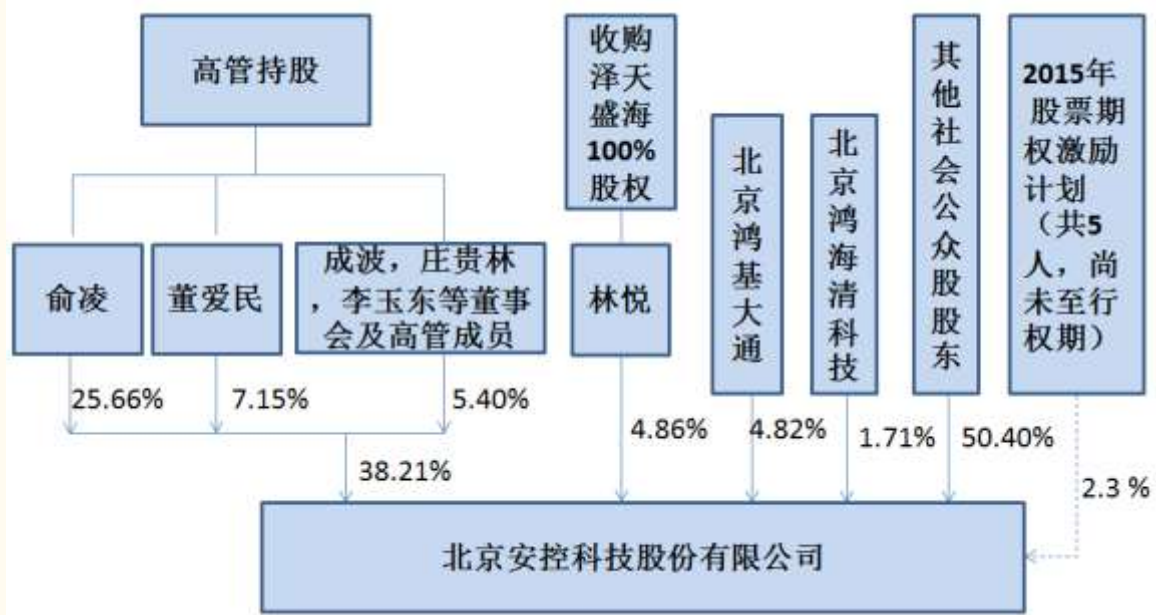 高管持股
收购
泽天
盛海
100%
股权
北京鸿基大通
北京鸿海清科技
其他社会公众股股东
2015年
股票期
权激励
计划
（共5
人，尚
未至行
权期）
俞凌
董爱民
成波，庄贵林
，李玉东等董事
会及高管成员
林悦
25.66%
7.15%
5.40%
4.86%
4.82%
1.71%
50.40%
38.21%
2.3 %
北京安控科技股份有限公司